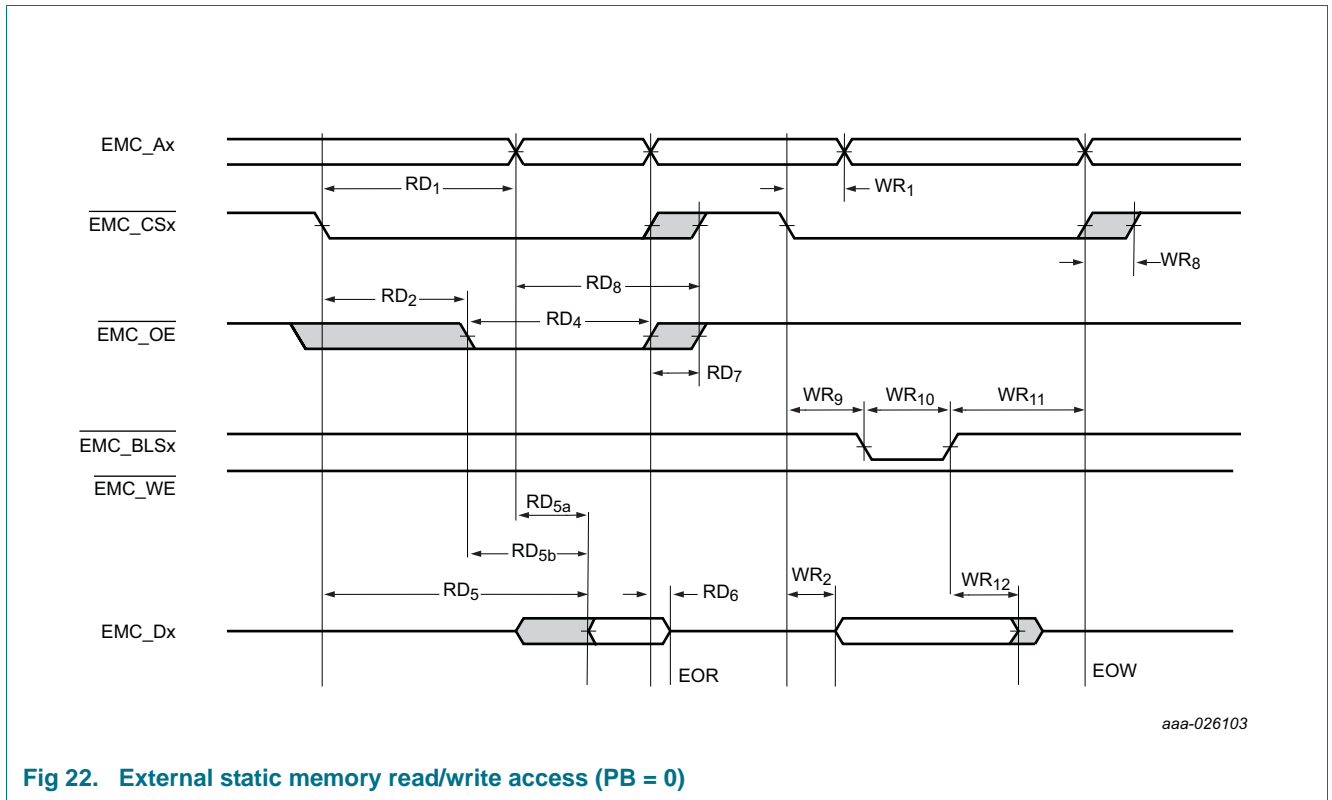 EMC_Ax
RD1
WR1
EMC_CSx
WR8
RD8
RD2
RD4
EMC_OE
RD7
WR9
WR10
WR11
EMC_BLSx
EMC_WE
RD5a
RD5b
WR2
RD5
RD6
WR12
EMC_Dx
EOR
EOW
aaa-026103
Fig 22. External static memory read/write access (PB = 0)